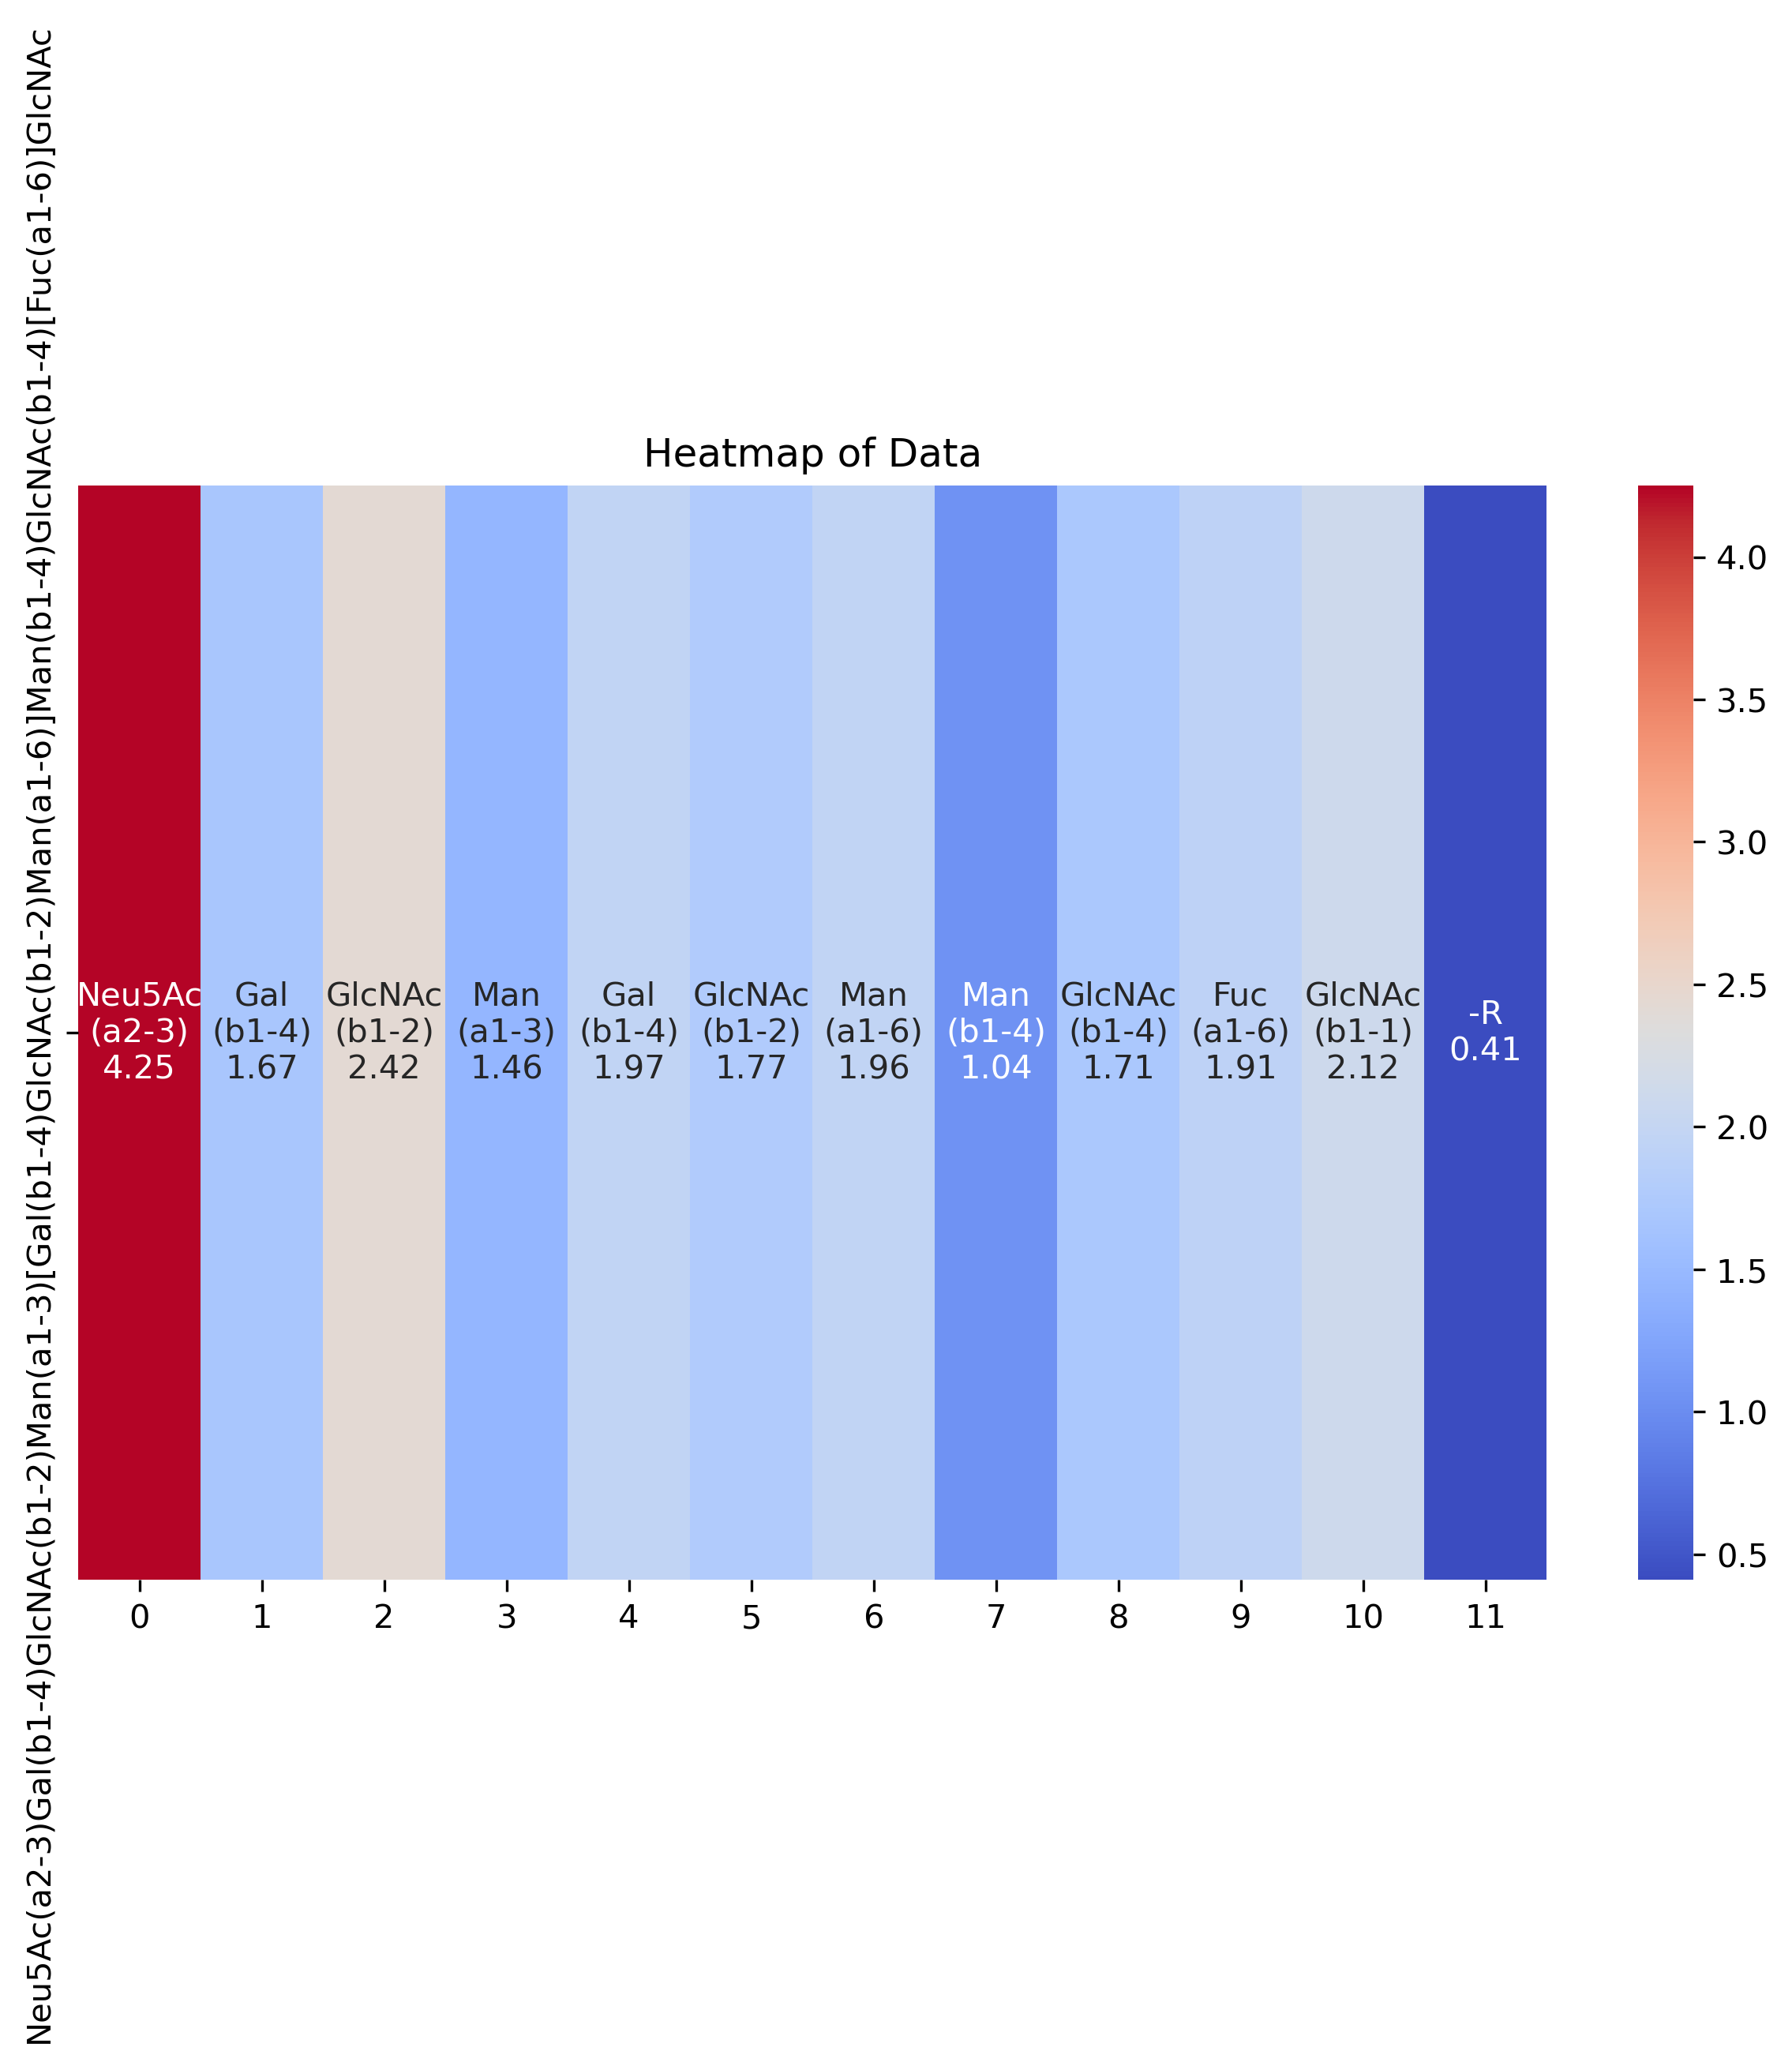 Heatmap of Data
Neu5Ac(a2-3)Gal(b1-4)GlcNAc(b1-2)Man(a1-3)[Gal(b1-4)GlcNAc(b1-2)Man(a1-6)]Man(b1-4)GlcNAc(b1-4)[Fuc(a1-6)]GlcNAc
Neu5Ac
(a2-3)
4.25
Gal
(b1-4)
1.67
GlcNAc
(b1-2)
2.42
Man
(a1-3)
1.46
Gal
(b1-4)
1.97
GlcNAc
(b1-2)
1.77
Man
(a1-6)
1.96
Man
(b1-4)
1.04
GlcNAc
(b1-4)
1.71
Fuc
(a1-6)
1.91
GlcNAc
(b1-1)
2.12
-R
0.41
0 1 2 3 4 5 6 7 8 9 10 11
4.0
3.5
3.0
2.5
2.0
1.5
1.0
0.5